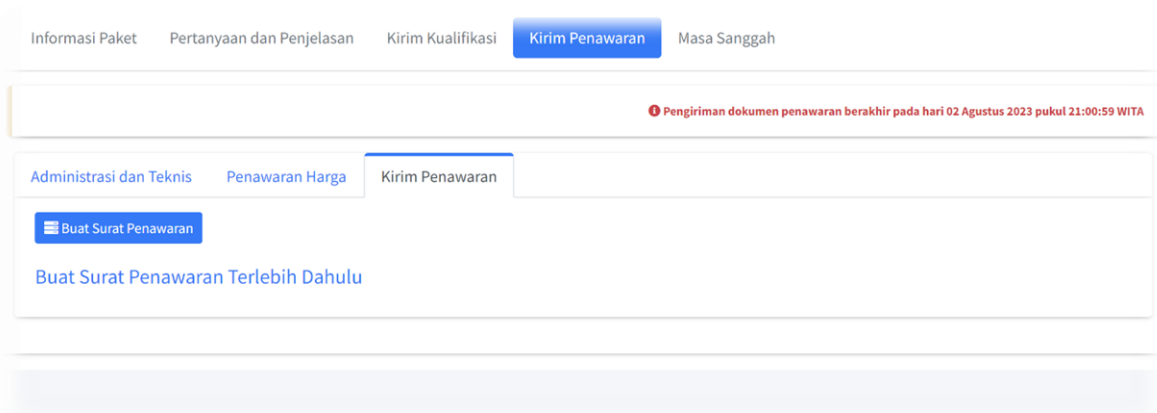 Informasi Paket Pertanyaan dan Penjelasan Kirim Kualifikasi Kirim Penawaran Masa Sanggah
Pengiriman dokumen penawaran berakhir pada hari 02 Agustus 2023 pukul 21:00:59 WITA
Administrasi dan Teknis Penawaran Harga Kirim Penawaran
Buat Surat Penawaran
Buat Surat Penawaran Terlebih Dahulu